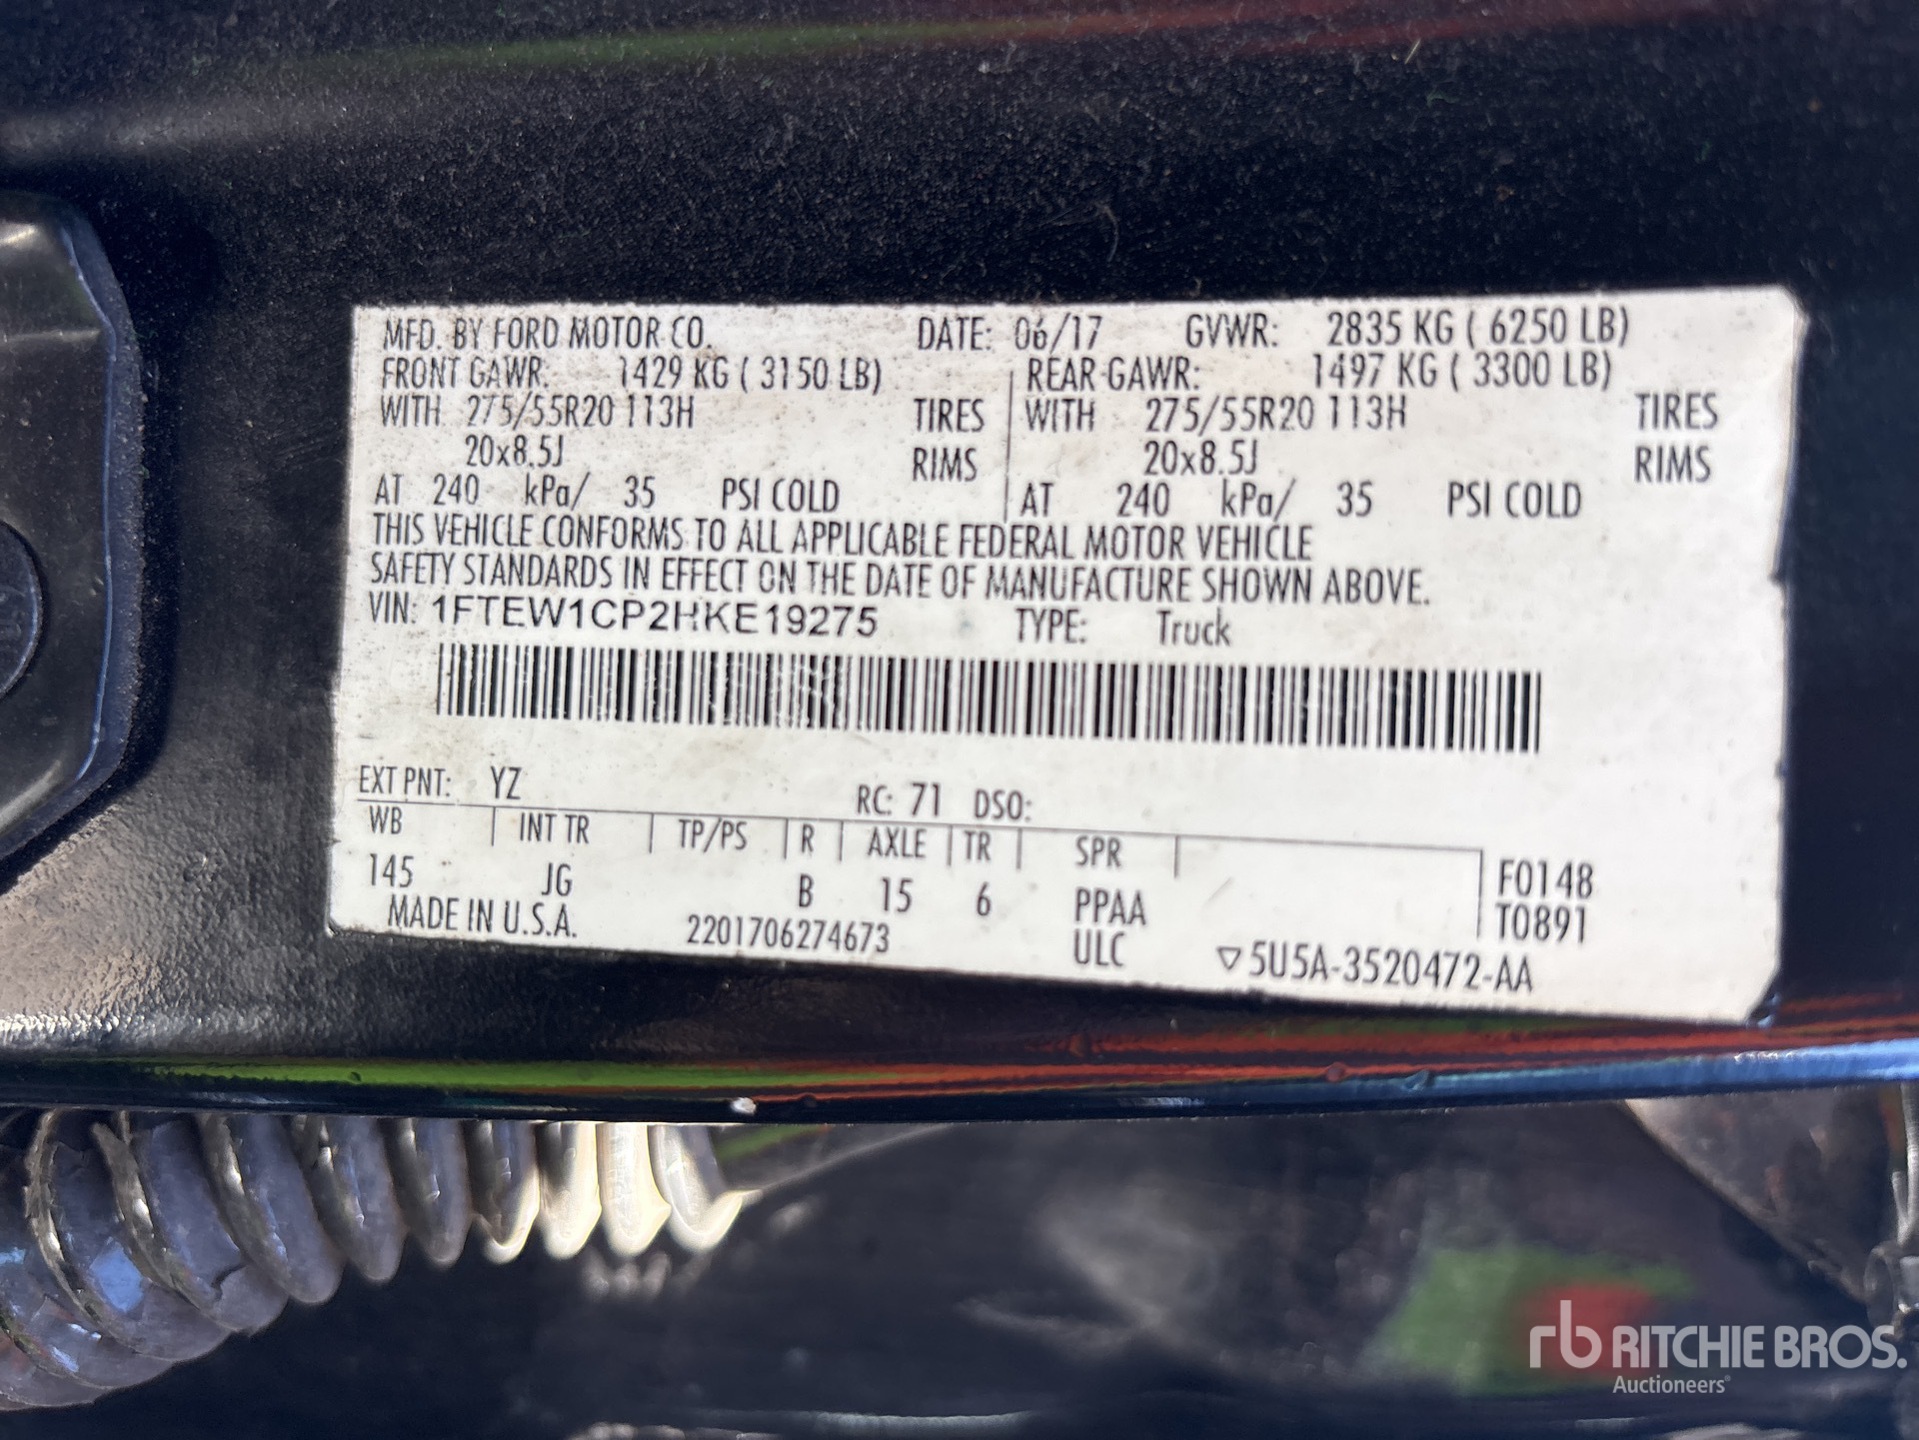 MFD. BY FORD MOTOR CO. DATE: 06/17 GVWR: 2835 KG ( 6250 LB)
FRONT GAWR: 1429 KG ( 3150 LB) REAR GAWR: 1497 KG ( 3300 LB)
WITH 275/55R20 113H TIRES WITH 275/55R20 113H TIRES
20x8.5J RIMS 20x8.5J RIMS
AT 240 kPa/ 35 PSI COLD AT 240 kPa/ 35 PSI COLD
THIS VEHICLE CONFORMS TO ALL APPLICABLE FEDERAL MOTOR VEHICLE
SAFETY STANDARDS IN EFFECT ON THE DATE OF MANUFACTURE SHOWN ABOVE.
VIN: 1FTEW1CP2HKE19275 TYPE: Truck
EXT PNT: YZ RC: 71 DSO:
WB INT TR TP/PS R AXLE TR SPR
145 JG B 15 6 PPAA F0148
MADE IN U.S.A. 2201706274673 ULC T0891
▽5U5A-3520472-AA
rb RITCHIE BROS.
Auctioneers®